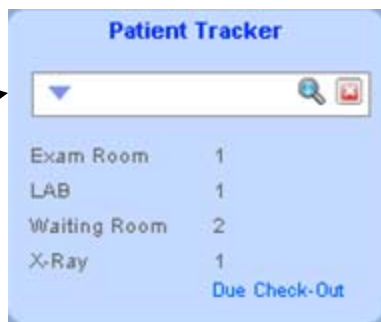 Patient Tracker
Exam Room 1
LAB 1
Waiting Room 2
X-Ray 1
Due Check-Out